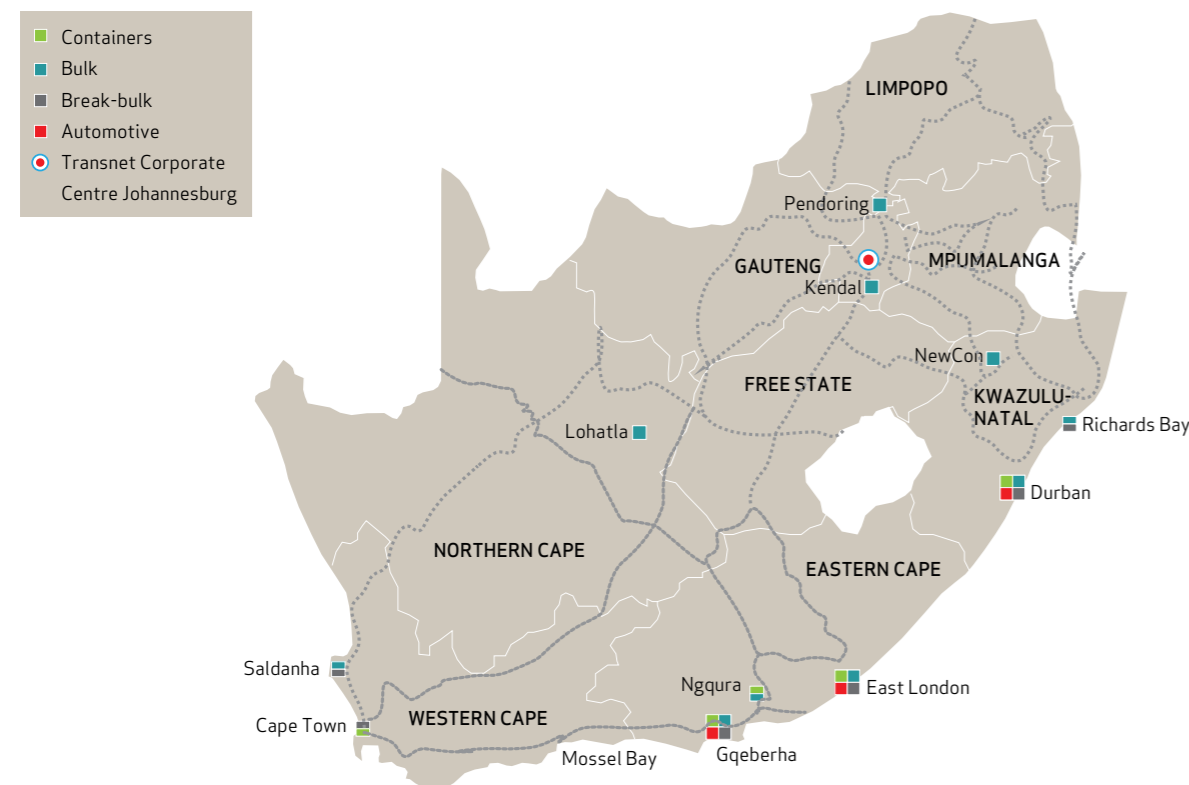 Containers
Bulk
Break-bulk
Automotive
Transnet Corporate
Centre Johannesburg
LIMPOPO
Pendoring
GAUTENG
MPUMALANGA
Kendal
NewCon
FREE STATE
KWAZULU-
NATAL
Richards Bay
Lohatla
Durban
NORTHERN CAPE
EASTERN CAPE
Saldanha
Ngqura
East London
WESTERN CAPE
Cape Town
Mossel Bay
Gqeberha